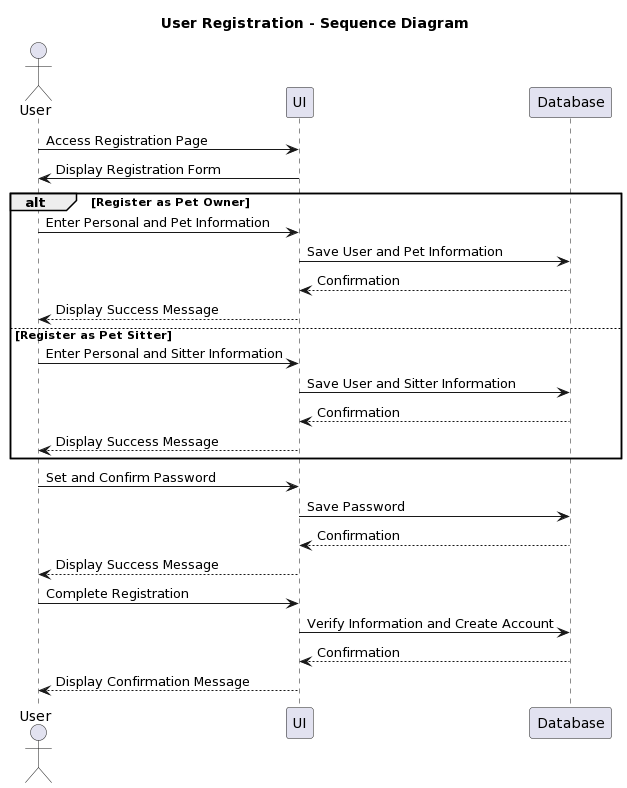 User Registration - Sequence Diagram
User
UI
Database
Access Registration Page
Display Registration Form
alt
[Register as Pet Owner]
Enter Personal and Pet Information
Save User and Pet Information
Confirmation
Display Success Message
[Register as Pet Sitter]
Enter Personal and Sitter Information
Save User and Sitter Information
Confirmation
Display Success Message
Set and Confirm Password
Save Password
Confirmation
Display Success Message
Complete Registration
Verify Information and Create Account
Confirmation
Display Confirmation Message
User
UI
Database